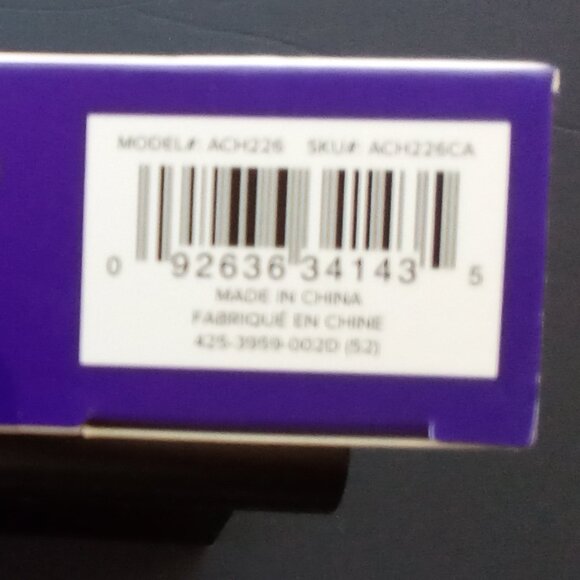 MODEL#: ACH226 SKU#: ACH226CA
0 92636 34143 5
MADE IN CHINA
FABRIQUÉ EN CHINE
425-3959-002D (52)